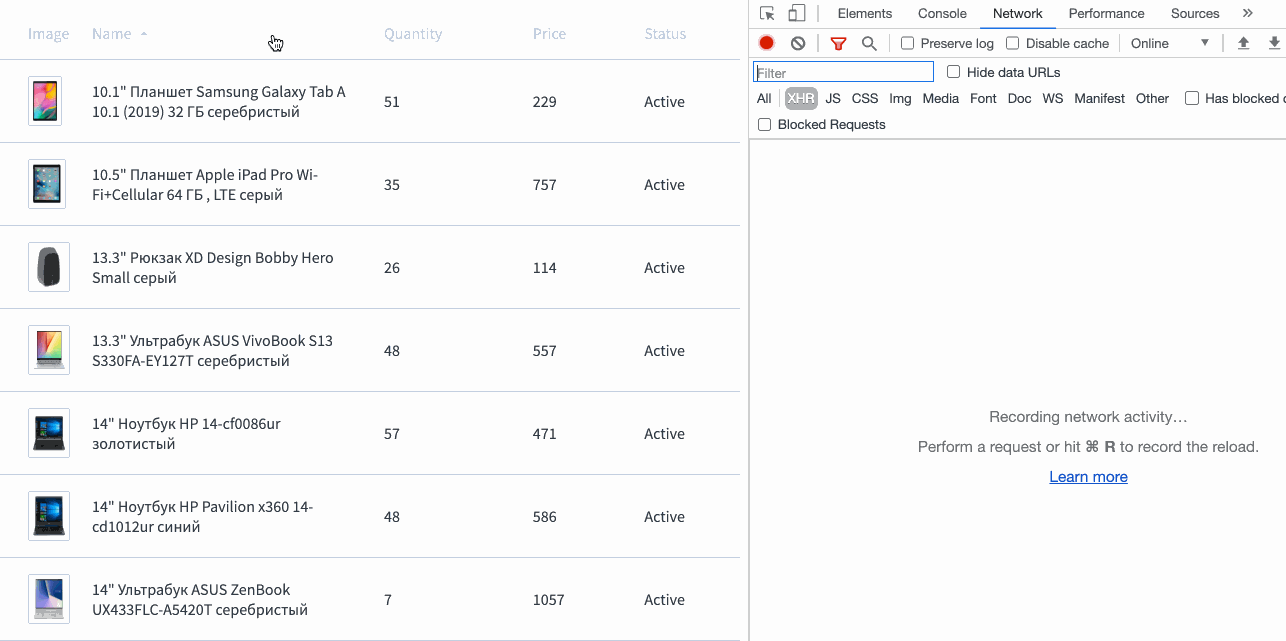 Image Name Quantity Price Status
10.1" Планшет Samsung Galaxy Tab A
10.1 (2019) 32 ГБ серебристый
51 229 Active
10.5" Планшет Apple iPad Pro Wi-
Fi+Cellular 64 ГБ , LTE серый
35 757 Active
13.3" Рюкзак XD Design Bobby Hero
Small серый
26 114 Active
13.3" Ультрабук ASUS VivoBook S13
S330FA-EY127T серебристый
48 557 Active
14" Ноутбук HP 14-cf0086ur
золотистый
57 471 Active
14" Ноутбук HP Pavilion x360 14-
cd1012ur синий
48 586 Active
14" Ультрабук ASUS ZenBook
UX433FLC-A5420T серебристый
7 1057 Active
Elements Console Network Performance Sources »
Preserve log Disable cache Online
Filter Hide data URLs
All XHR JS CSS Img Media Font Doc WS Manifest Other Has blocked
Blocked Requests
Recording network activity…
Perform a request or hit ⌘ R to record the reload.
Learn more